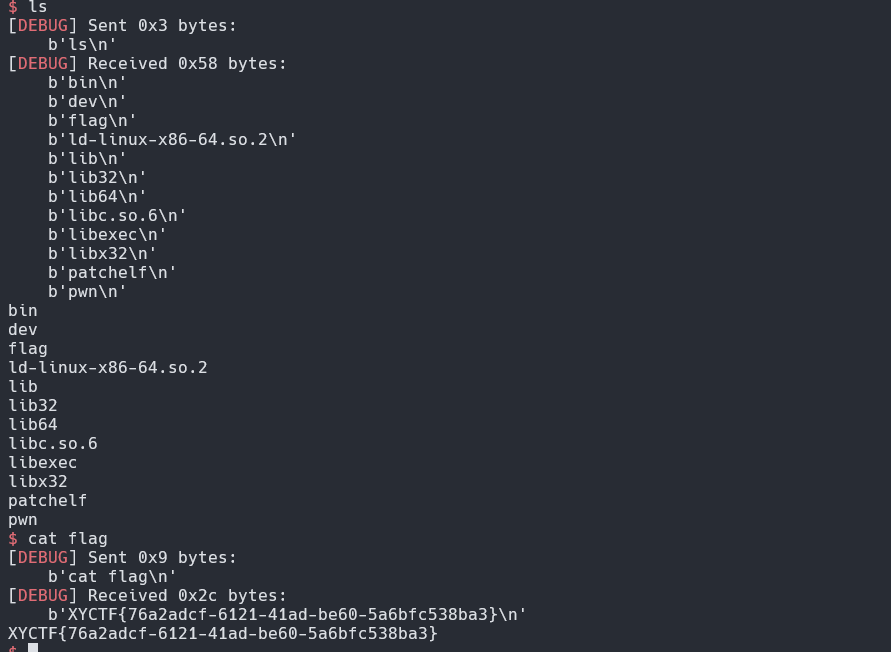 $ ls
[DEBUG] Sent 0x3 bytes:
    b'ls\n'
[DEBUG] Received 0x58 bytes:
    b'bin\n'
    b'dev\n'
    b'flag\n'
    b'ld-linux-x86-64.so.2\n'
    b'lib\n'
    b'lib32\n'
    b'lib64\n'
    b'libc.so.6\n'
    b'libexec\n'
    b'libx32\n'
    b'patchelf\n'
    b'pwn\n'
bin
dev
flag
ld-linux-x86-64.so.2
lib
lib32
lib64
libc.so.6
libexec
libx32
patchelf
pwn
$ cat flag
[DEBUG] Sent 0x9 bytes:
    b'cat flag\n'
[DEBUG] Received 0x2c bytes:
    b'XYCTF{76a2adcf-6121-41ad-be60-5a6bfc538ba3}\n'
XYCTF{76a2adcf-6121-41ad-be60-5a6bfc538ba3}
$